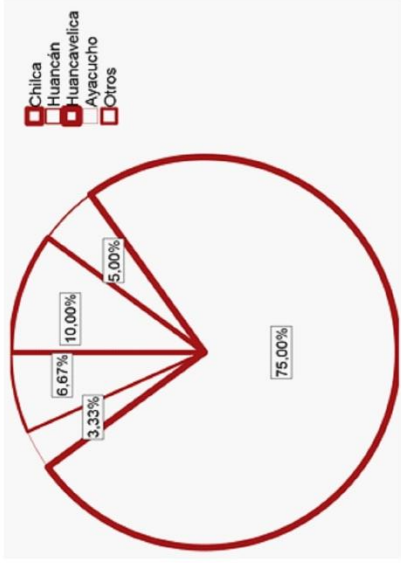 Chilca
Huancán
Huancavelica
Ayacucho
Otros
5,00%
10,00%
6,67%
3,33%
75,00%